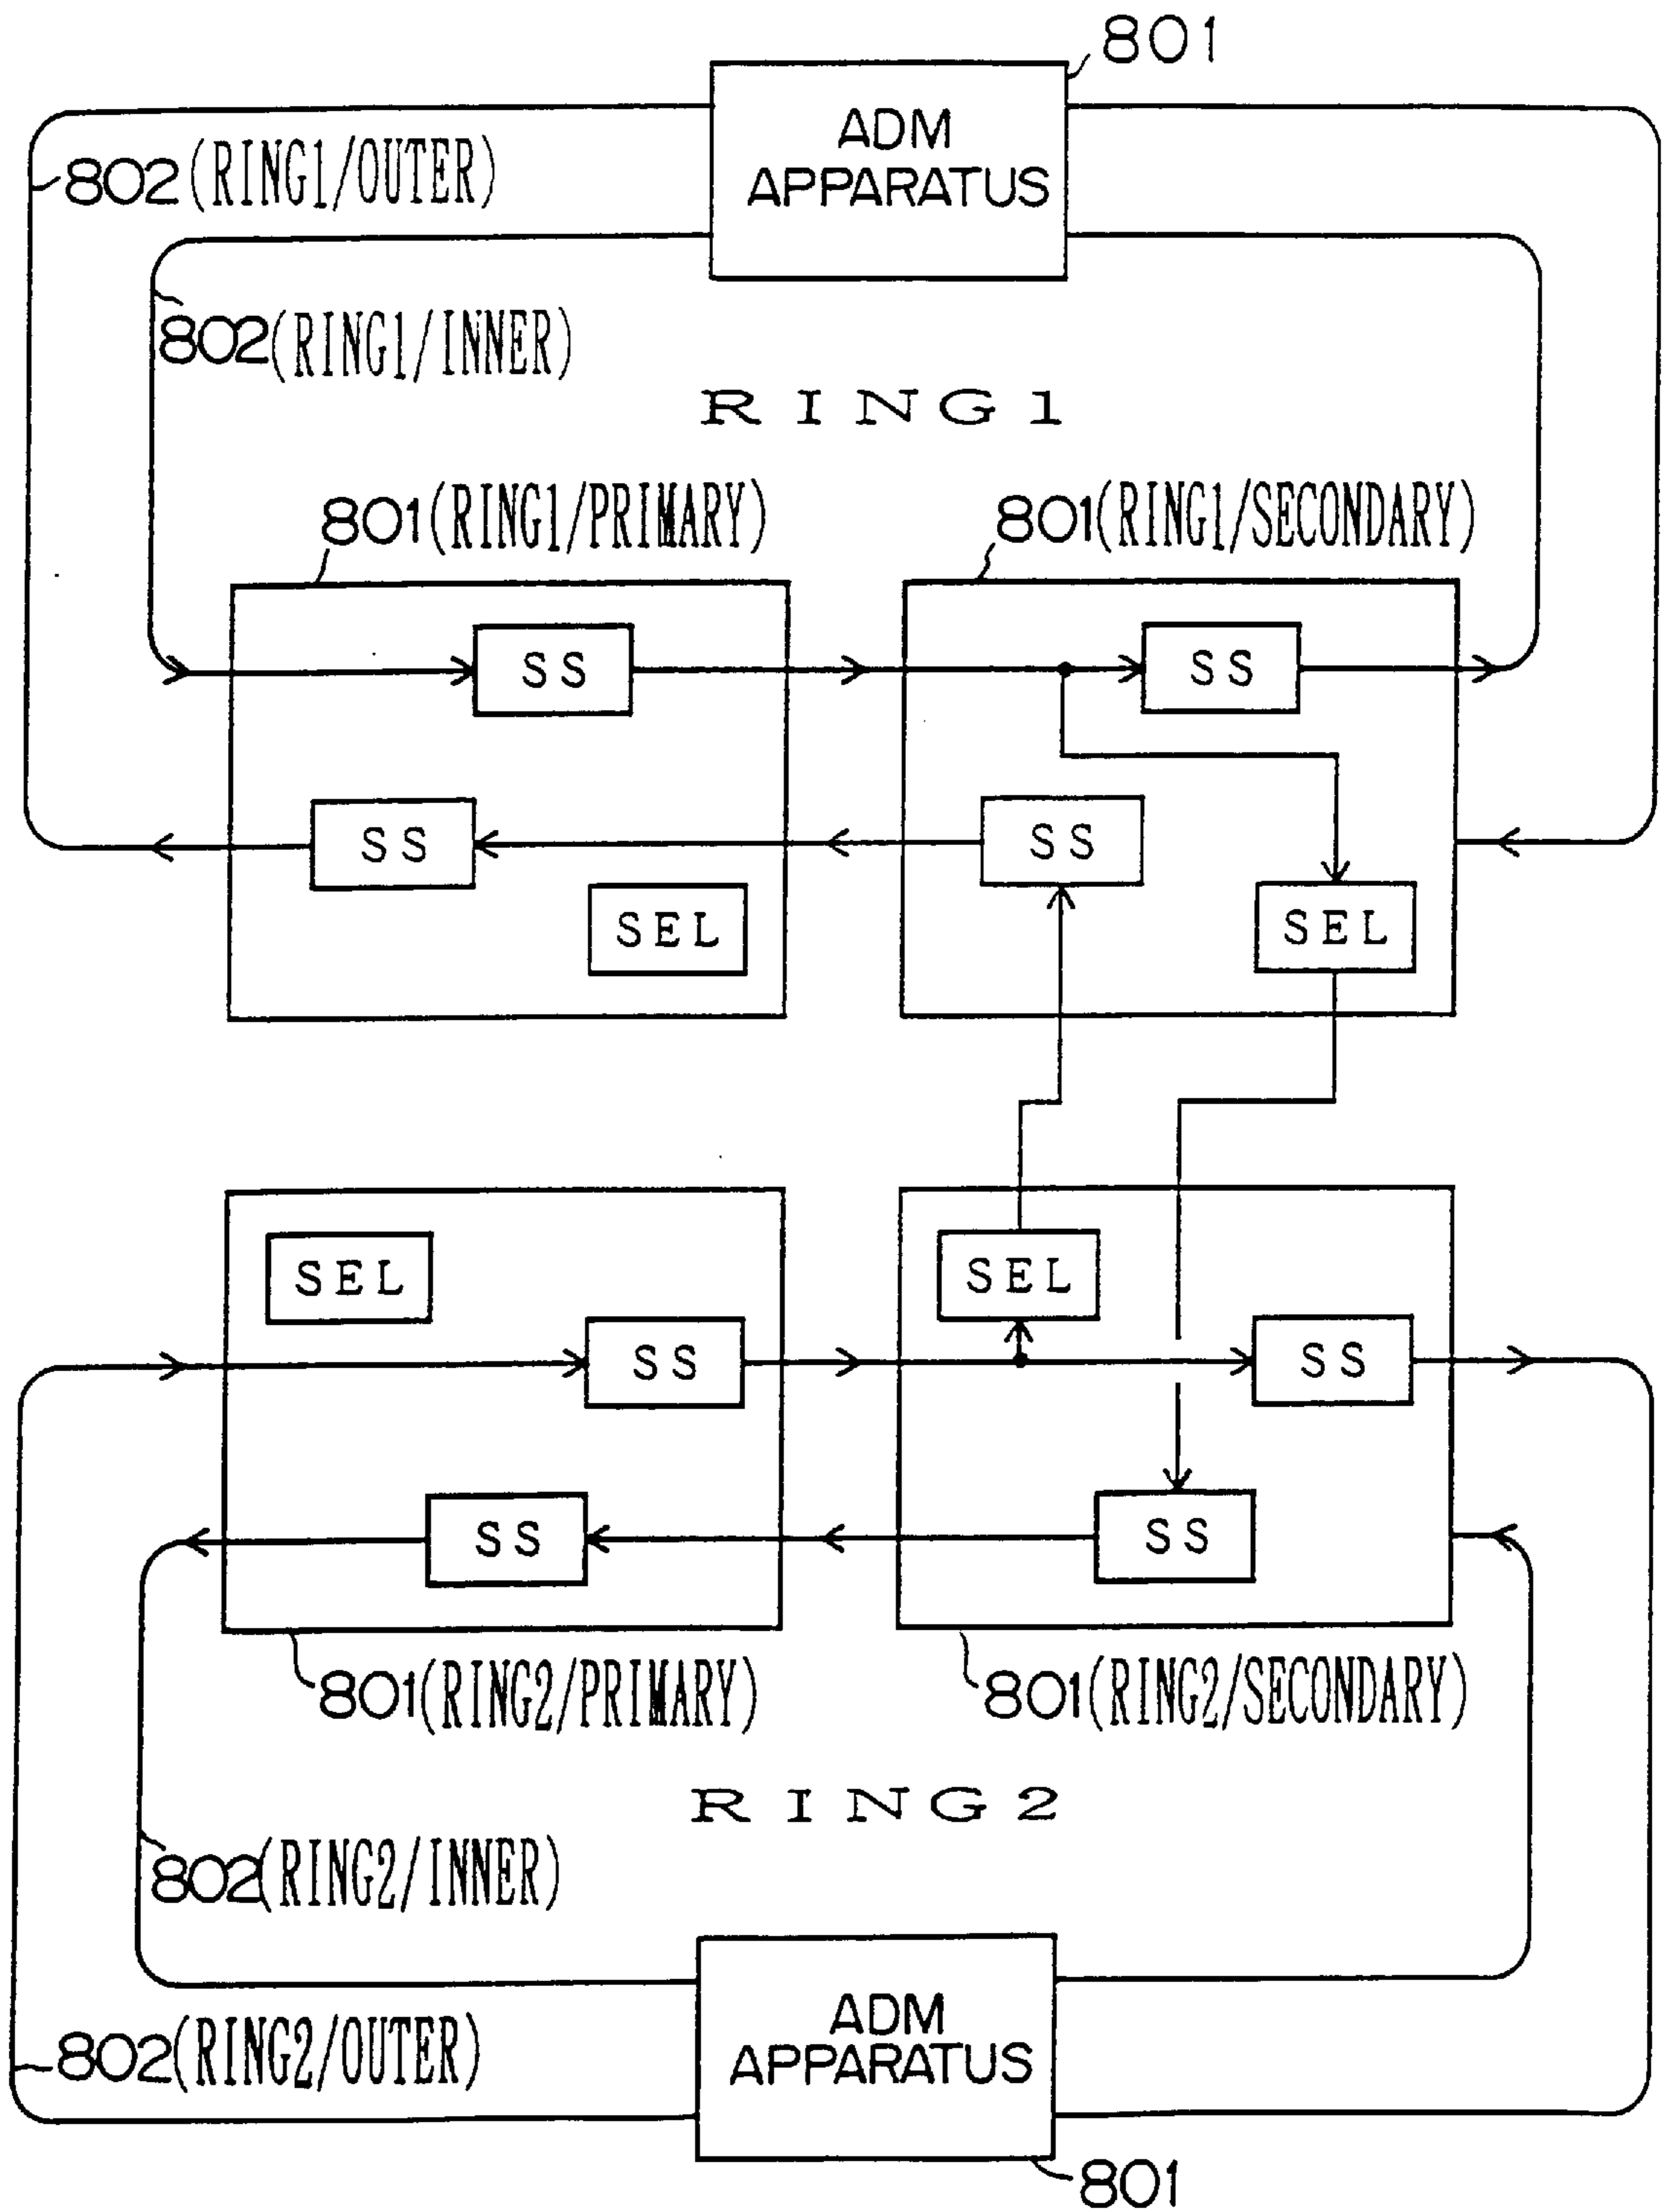 801
ADM
APPARATUS
802 (RING1/OUTER)
802 (RING1/INNER)
RING1
801 (RING1/PRIMARY)
801 (RING1/SECONDARY)
SS
SS
SS
SS
SEL
SEL
SEL
SEL
SS
SS
SS
SS
801 (RING2/PRIMARY)
801 (RING2/SECONDARY)
RING2
802 (RING2/INNER)
ADM
APPARATUS
802 (RING2/OUTER)
801